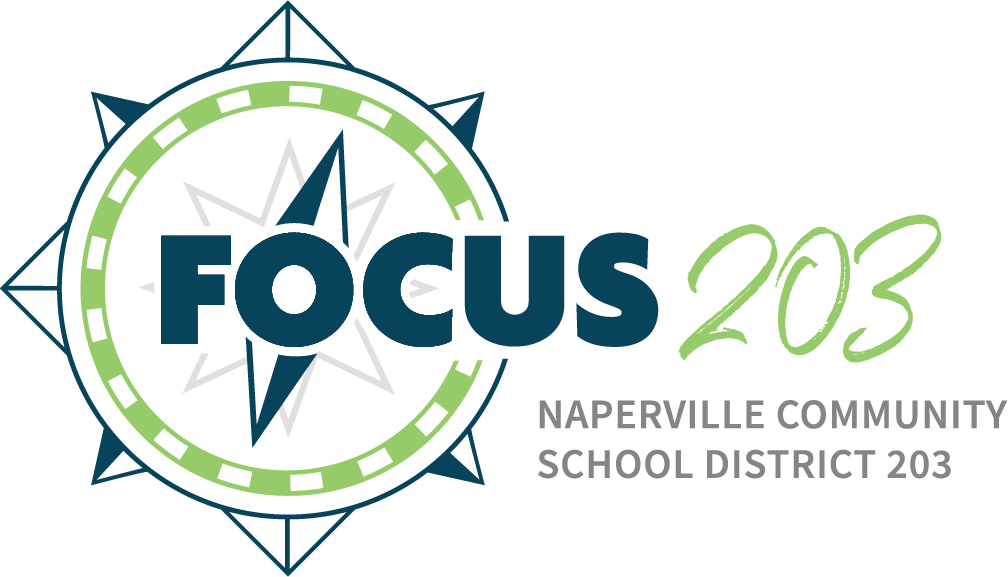 FOCUS 203
NAPERVILLE COMMUNITY
SCHOOL DISTRICT 203